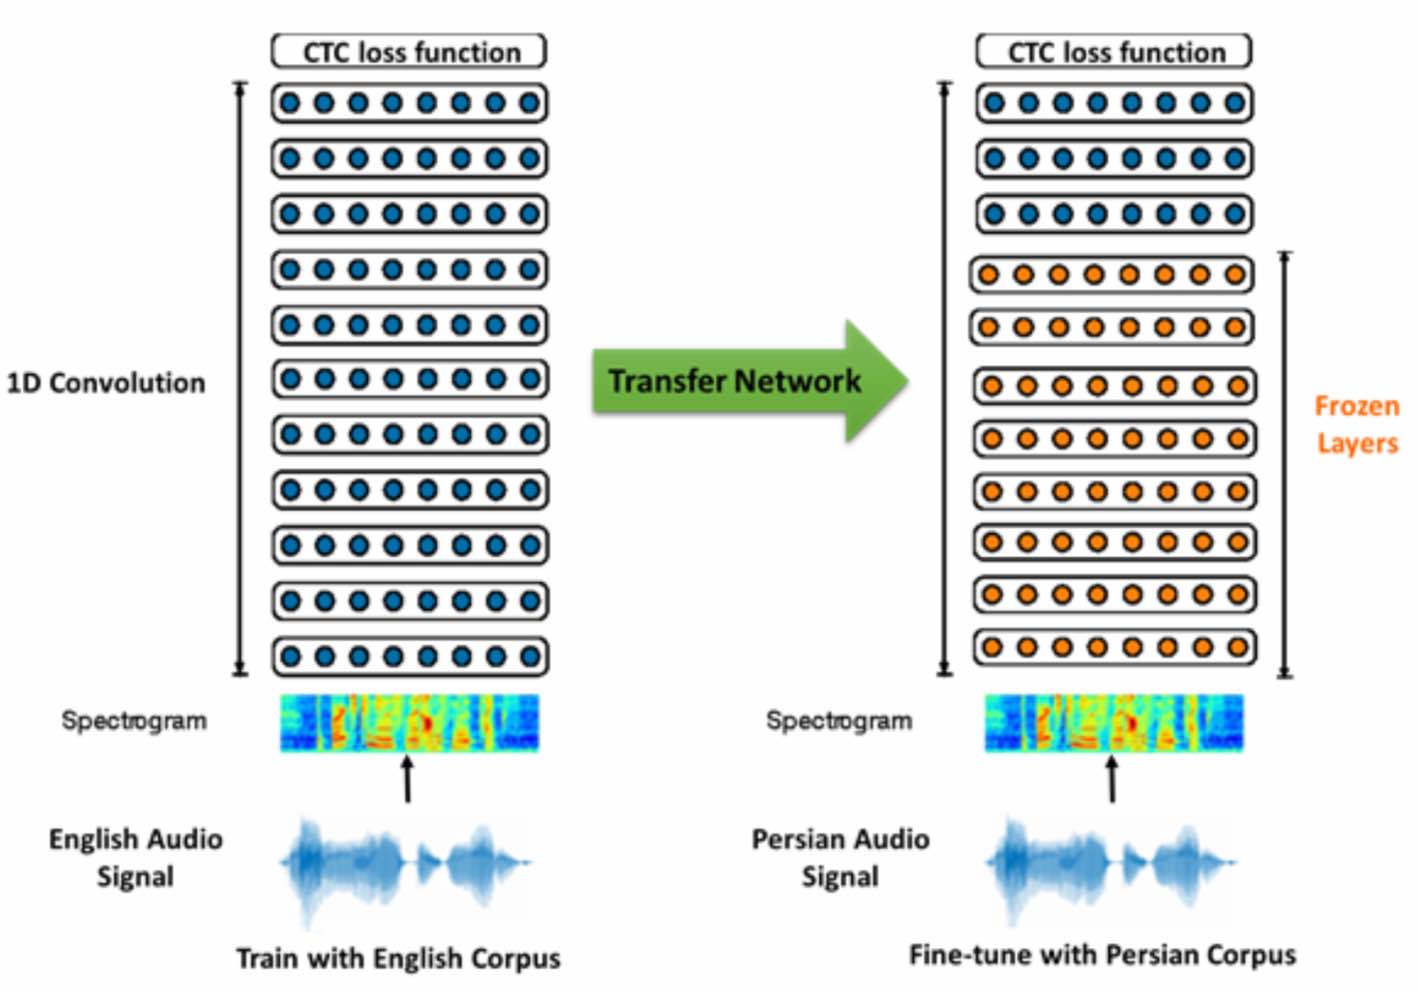 CTC loss function
1D Convolution
Spectrogram
English Audio
Signal
Train with English Corpus
Transfer Network
CTC loss function
Frozen
Layers
Spectrogram
Persian Audio
Signal
Fine-tune with Persian Corpus